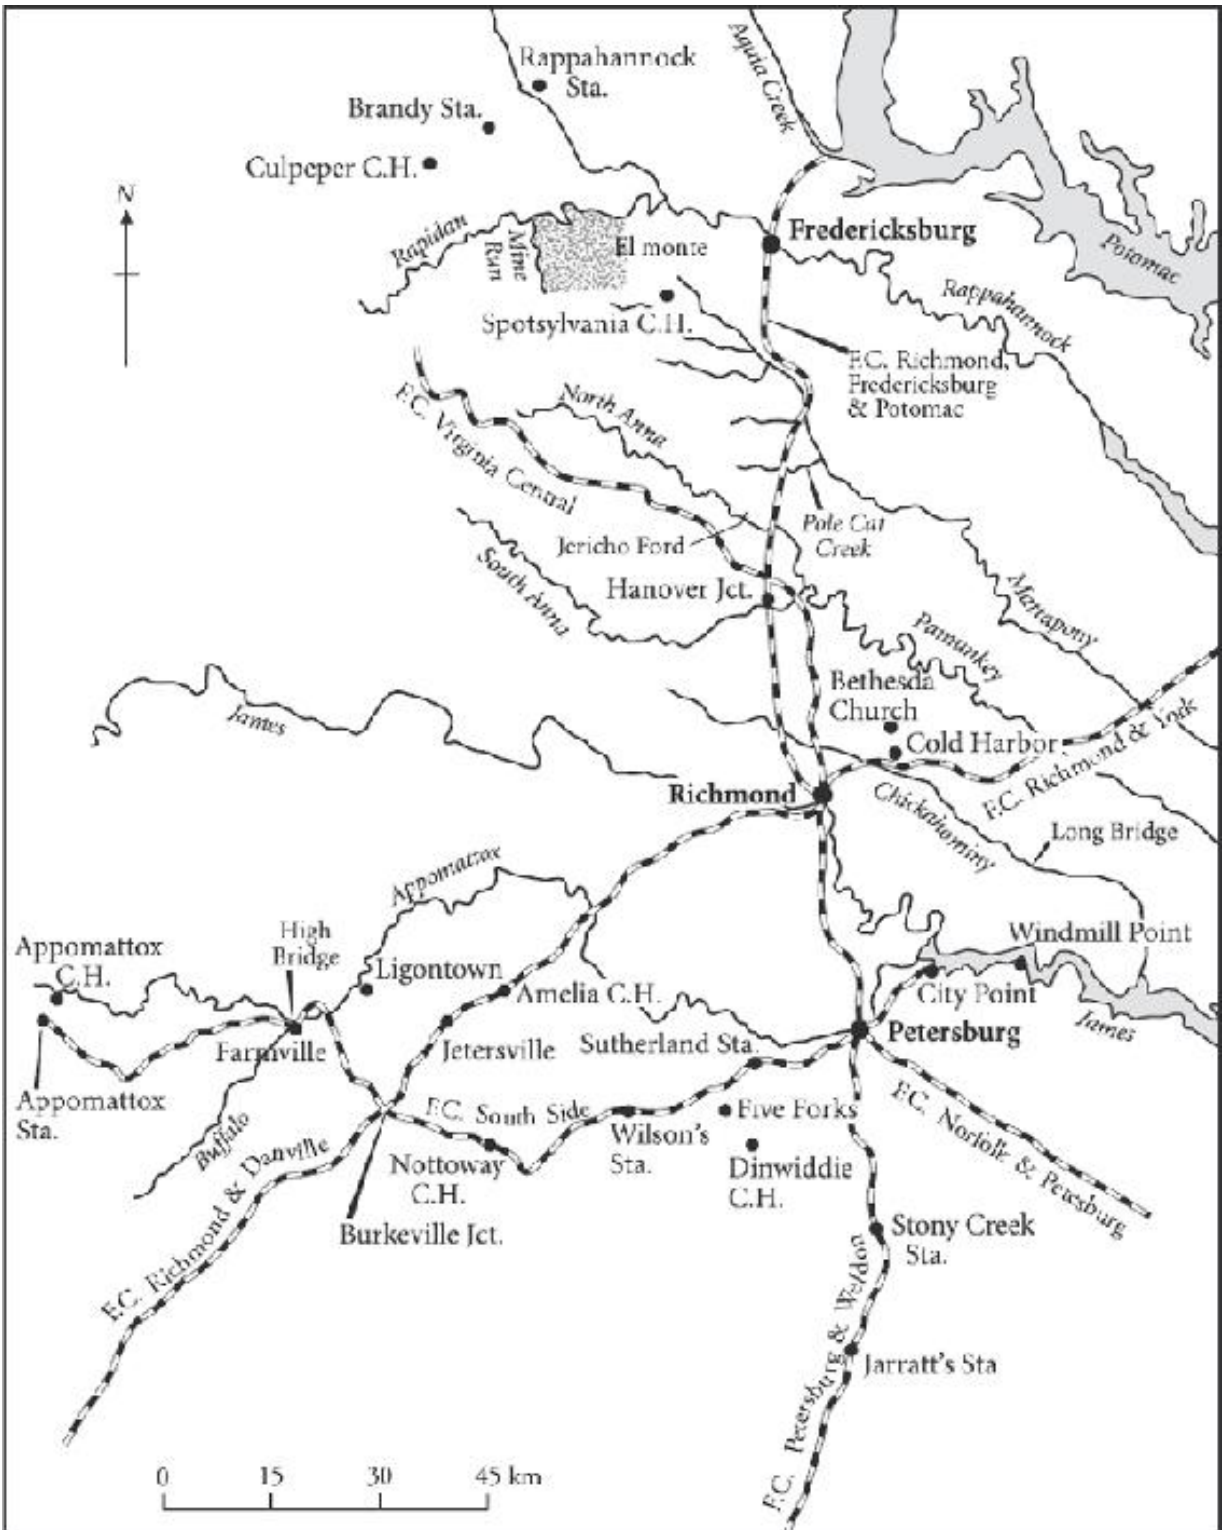 Rappahannock
Sta.
Aquia Creek
Brandy Sta.
Culpeper C.H.
N
Rapidan
Mine
Run
El monte
Fredericksburg
Potomac
Rappahannock
Spotsylvania C.H.
F.C. Richmond,
Fredericksburg
& Potomac
North Anna
F.C. Virginia Central
Pole Cat
Creek
Jericho Ford
South Anna
Hanover Jct.
Mattapony
Pamunkey
Bethesda
Church
James
Cold Harbor
F.C. Richmond & York
Richmond
Chickahominy
Long Bridge
Appomattox
High
Bridge
Windmill Point
Appomattox
C.H.
Ligontown
Amelia C.H.
City Point
James
Petersburg
Farmville
Jetersville
Sutherland Sta.
Appomattox
Sta.
F.C. South Side
Five Forks
F.C. Norfolk & Petersburg
Buffalo
Wilson's
Sta.
Nottoway
C.H.
Dinwiddie
C.H.
F.C. Richmond & Danville
Burkeville Jct.
Stony Creek
Sta.
F.C. Petersburg & Weldon
Jarratt's Sta
0 15 30 45 km